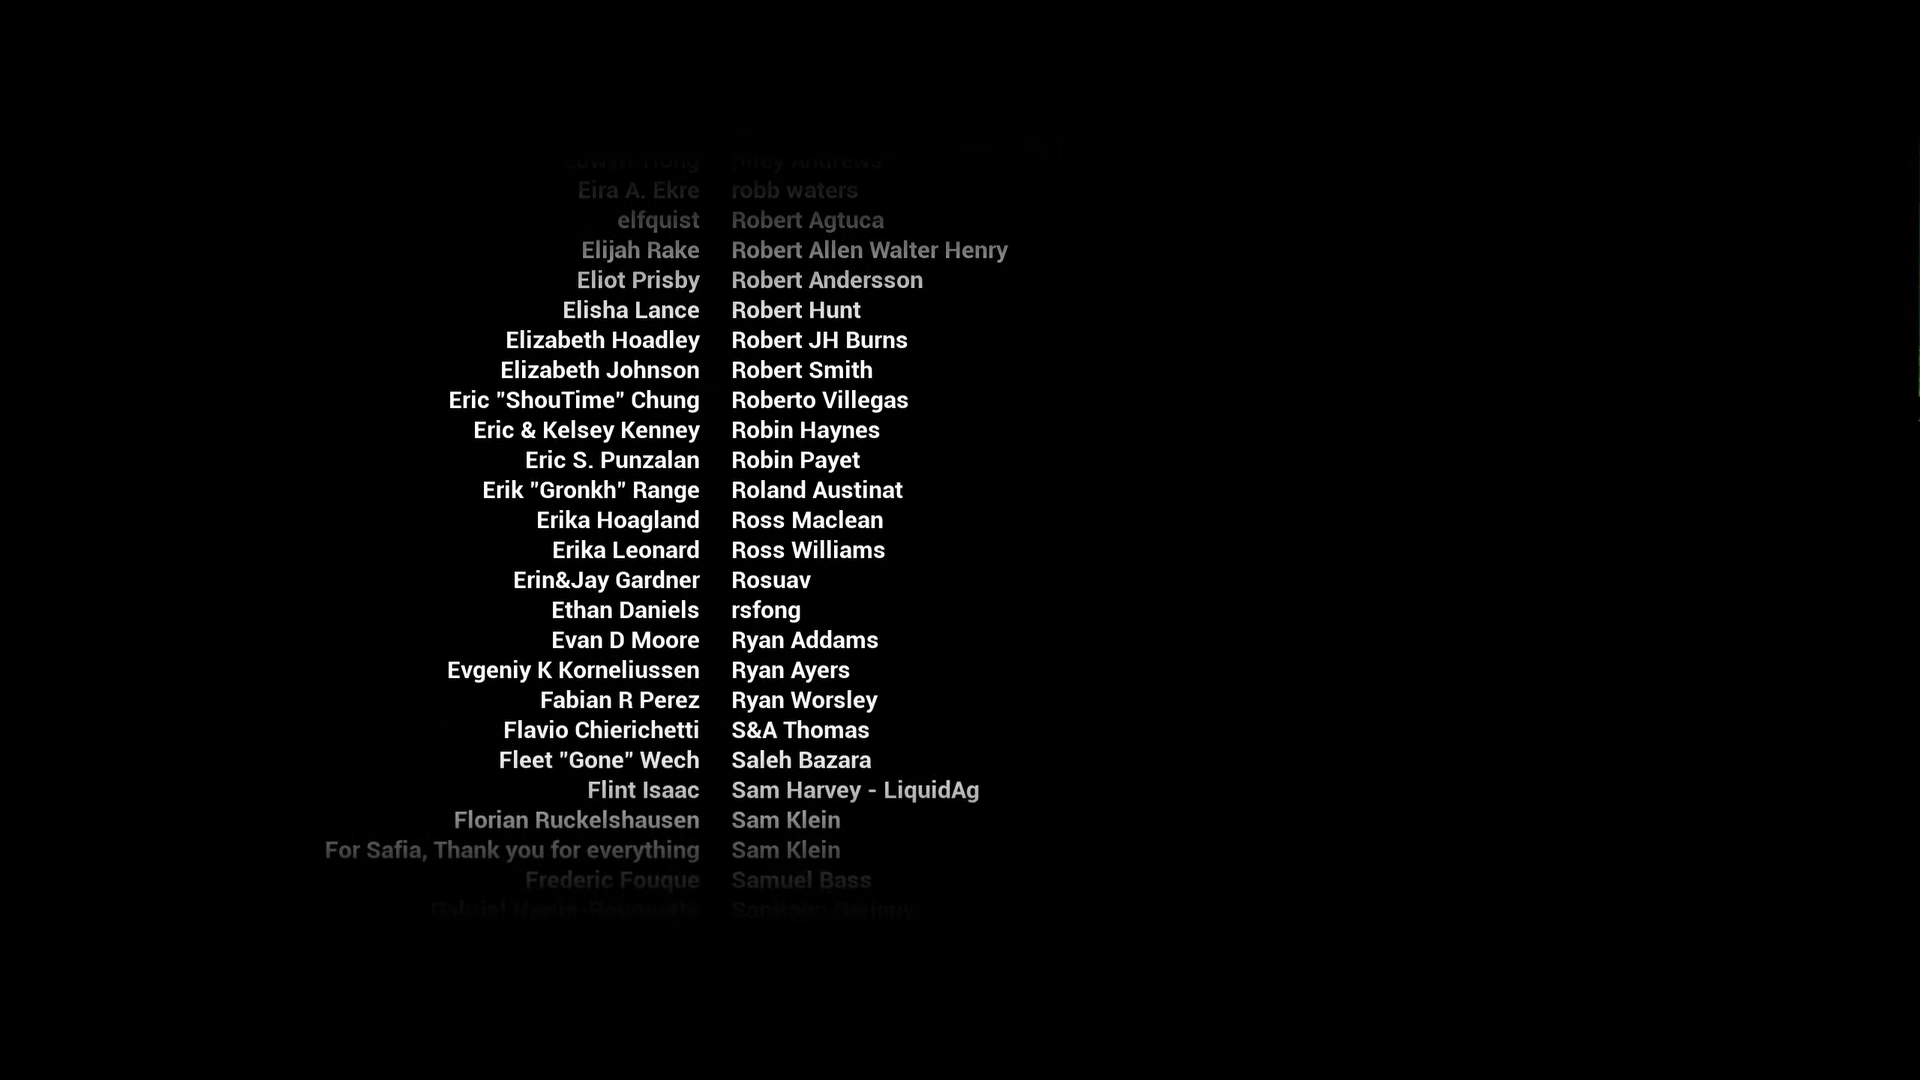 Eira A. Ekre robb waters
elfquist Robert Agtuca
Elijah Rake Robert Allen Walter Henry
Eliot Prisby Robert Andersson
Elisha Lance Robert Hunt
Elizabeth Hoadley Robert JH Burns
Elizabeth Johnson Robert Smith
Eric "ShouTime" Chung Roberto Villegas
Eric & Kelsey Kenney Robin Haynes
Eric S. Punzalan Robin Payet
Erik "Gronkh" Range Roland Austinat
Erika Hoagland Ross Maclean
Erika Leonard Ross Williams
Erin&Jay Gardner Rosuav
Ethan Daniels rsfong
Evan D Moore Ryan Addams
Evgeniy K Korneliussen Ryan Ayers
Fabian R Perez Ryan Worsley
Flavio Chierichetti S&A Thomas
Fleet "Gone" Wech Saleh Bazara
Flint Isaac Sam Harvey - LiquidAg
Florian Ruckelshausen Sam Klein
For Safia, Thank you for everything Sam Klein
Frederic Fouque Samuel Bass